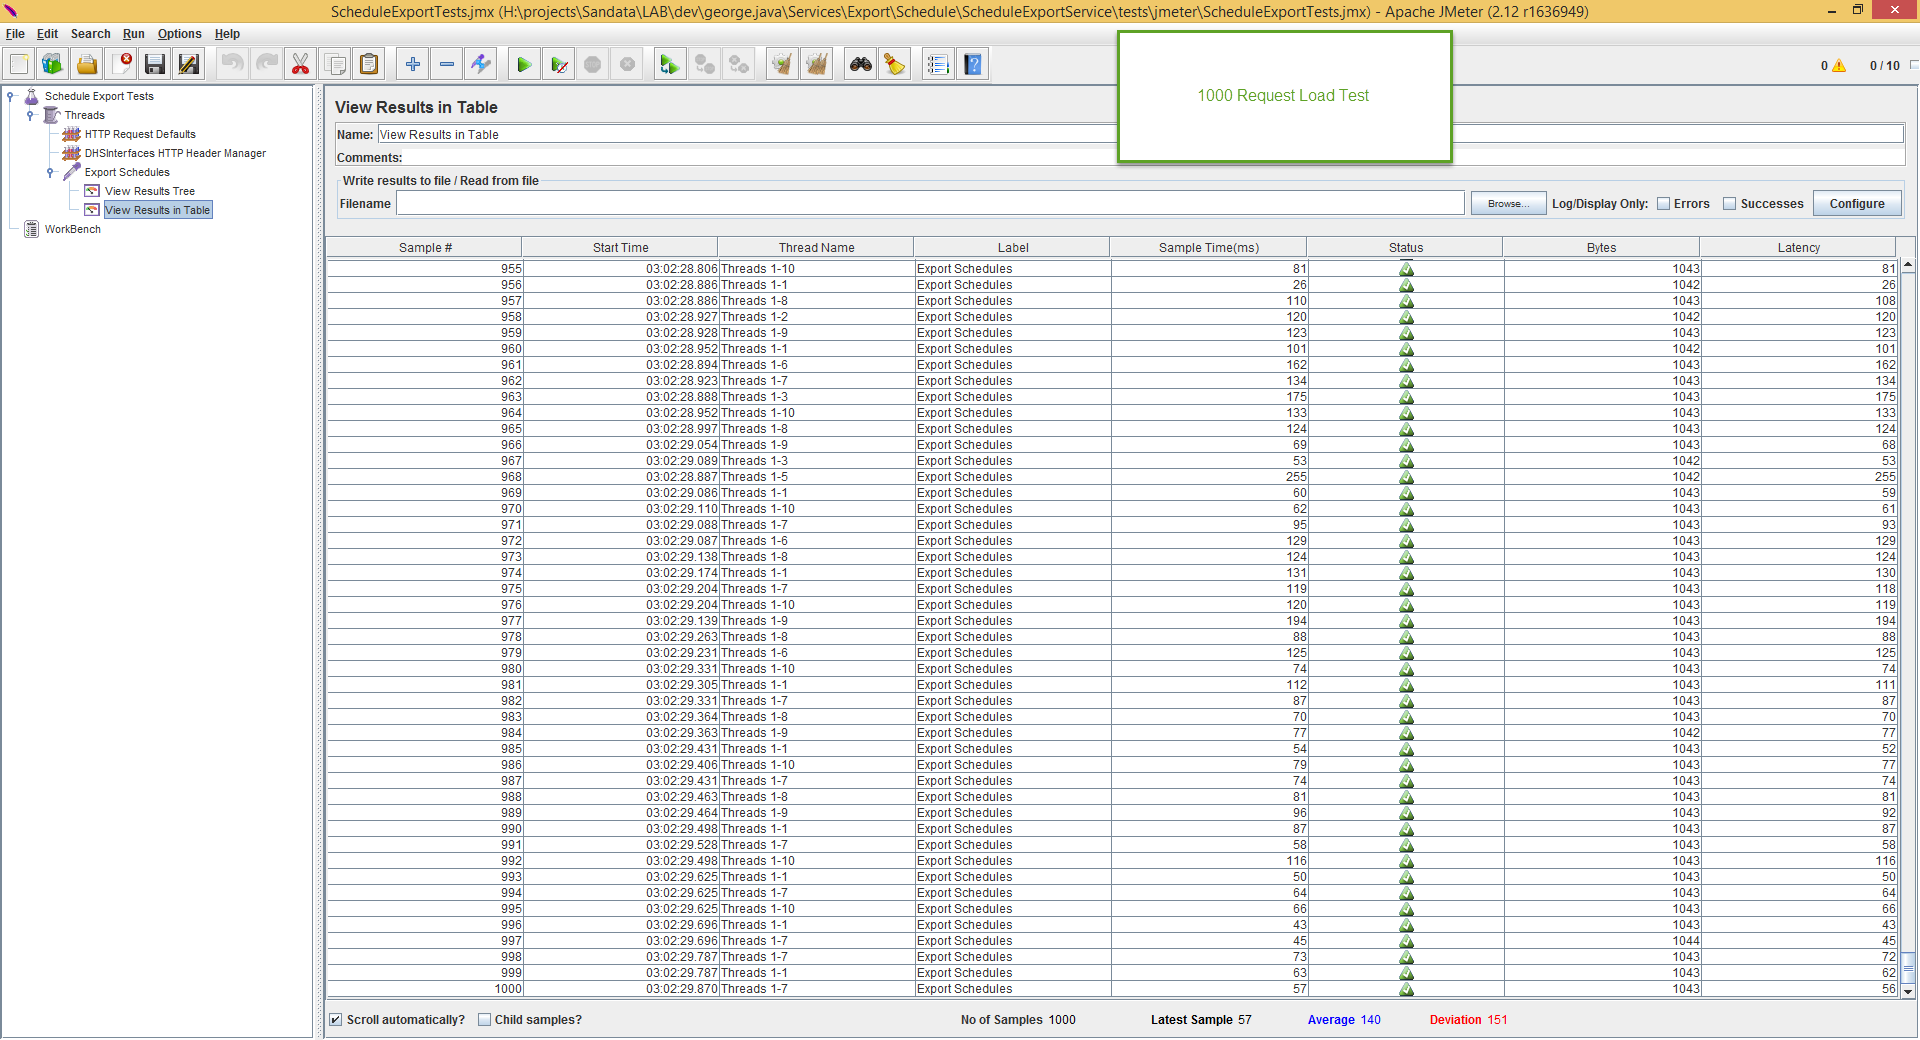 ScheduleExportTests.jmx (H:\projects\Sandata\LAB\dev\george.java\Services\Export\Schedule\ScheduleExportService\tests\jmeter\ScheduleExportTests.jmx) - Apache JMeter (2.12 r1636949)
File Edit Search Run Options Help
0 0 / 10
1000 Request Load Test
Schedule Export Tests
Threads
HTTP Request Defaults
DHSInterfaces HTTP Header Manager
Export Schedules
View Results Tree
View Results in Table
WorkBench
View Results in Table
Name: View Results in Table
Comments:
Write results to file / Read from file
Filename Browse... Log/Display Only: Errors Successes Configure
Sample # Start Time Thread Name Label Sample Time(ms) Status Bytes Latency
955 03:02:28.806 Threads 1-10 Export Schedules 81 1043 81
956 03:02:28.886 Threads 1-1 Export Schedules 26 1042 26
957 03:02:28.886 Threads 1-8 Export Schedules 110 1043 108
958 03:02:28.927 Threads 1-2 Export Schedules 120 1042 120
959 03:02:28.928 Threads 1-9 Export Schedules 123 1043 123
960 03:02:28.952 Threads 1-1 Export Schedules 101 1042 101
961 03:02:28.894 Threads 1-6 Export Schedules 162 1043 162
962 03:02:28.923 Threads 1-7 Export Schedules 134 1043 134
963 03:02:28.888 Threads 1-3 Export Schedules 175 1043 175
964 03:02:28.952 Threads 1-10 Export Schedules 133 1043 133
965 03:02:28.997 Threads 1-8 Export Schedules 124 1043 124
966 03:02:29.054 Threads 1-9 Export Schedules 69 1043 68
967 03:02:29.089 Threads 1-3 Export Schedules 53 1042 53
968 03:02:28.887 Threads 1-5 Export Schedules 255 1042 255
969 03:02:29.086 Threads 1-1 Export Schedules 60 1043 59
970 03:02:29.110 Threads 1-10 Export Schedules 62 1043 61
971 03:02:29.088 Threads 1-7 Export Schedules 95 1043 93
972 03:02:29.087 Threads 1-6 Export Schedules 129 1043 129
973 03:02:29.138 Threads 1-8 Export Schedules 124 1043 124
974 03:02:29.174 Threads 1-1 Export Schedules 131 1043 130
975 03:02:29.204 Threads 1-7 Export Schedules 119 1043 118
976 03:02:29.204 Threads 1-10 Export Schedules 120 1043 119
977 03:02:29.139 Threads 1-9 Export Schedules 194 1043 194
978 03:02:29.263 Threads 1-8 Export Schedules 88 1043 88
979 03:02:29.231 Threads 1-6 Export Schedules 125 1043 125
980 03:02:29.331 Threads 1-10 Export Schedules 74 1043 74
981 03:02:29.305 Threads 1-1 Export Schedules 112 1043 111
982 03:02:29.331 Threads 1-7 Export Schedules 87 1043 87
983 03:02:29.364 Threads 1-8 Export Schedules 70 1043 70
984 03:02:29.363 Threads 1-9 Export Schedules 77 1042 77
985 03:02:29.431 Threads 1-1 Export Schedules 54 1043 52
986 03:02:29.406 Threads 1-10 Export Schedules 79 1043 77
987 03:02:29.431 Threads 1-7 Export Schedules 74 1043 74
988 03:02:29.463 Threads 1-8 Export Schedules 81 1043 81
989 03:02:29.464 Threads 1-9 Export Schedules 96 1043 92
990 03:02:29.498 Threads 1-1 Export Schedules 87 1043 87
991 03:02:29.528 Threads 1-7 Export Schedules 58 1043 58
992 03:02:29.498 Threads 1-10 Export Schedules 116 1043 116
993 03:02:29.625 Threads 1-1 Export Schedules 50 1043 50
994 03:02:29.625 Threads 1-7 Export Schedules 64 1043 64
995 03:02:29.625 Threads 1-10 Export Schedules 66 1043 66
996 03:02:29.696 Threads 1-1 Export Schedules 43 1043 43
997 03:02:29.696 Threads 1-7 Export Schedules 45 1044 45
998 03:02:29.787 Threads 1-7 Export Schedules 73 1043 72
999 03:02:29.787 Threads 1-1 Export Schedules 63 1043 62
1000 03:02:29.870 Threads 1-7 Export Schedules 57 1043 56
Scroll automatically? Child samples? No of Samples 1000 Latest Sample 57 Average 140 Deviation 151